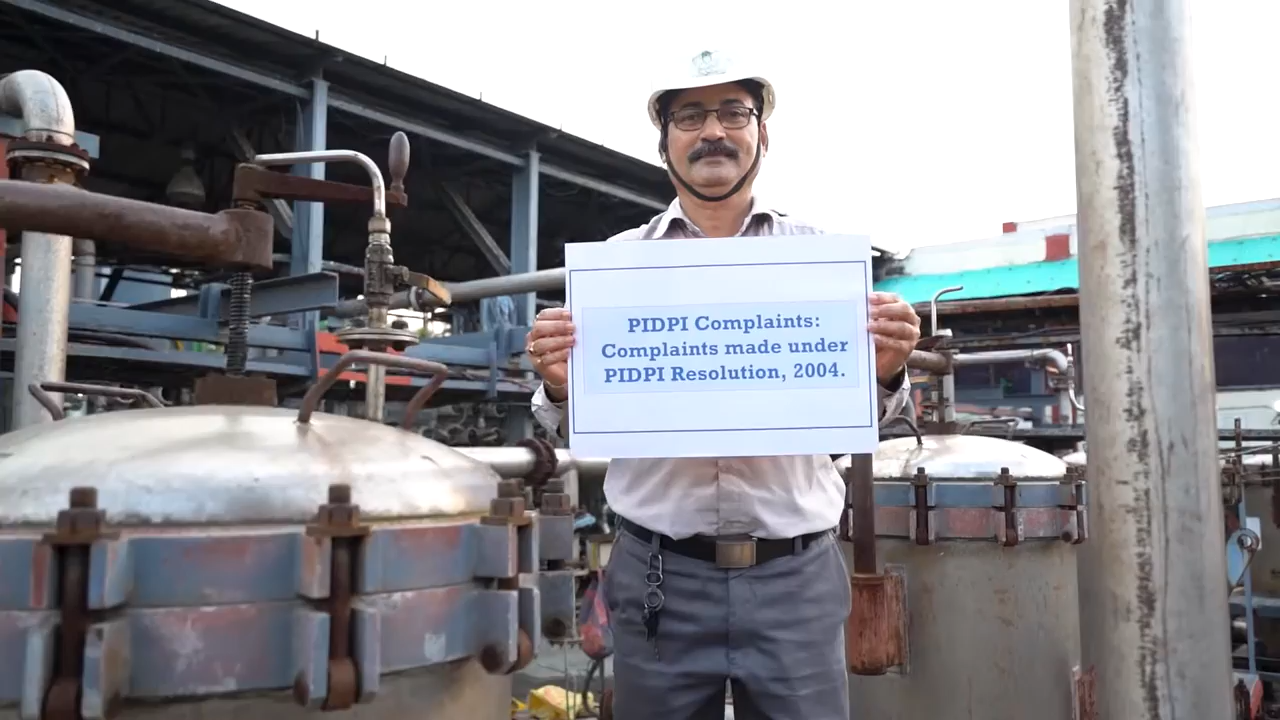 PIDPI Complaints:
Complaints made under
PIDPI Resolution, 2004.